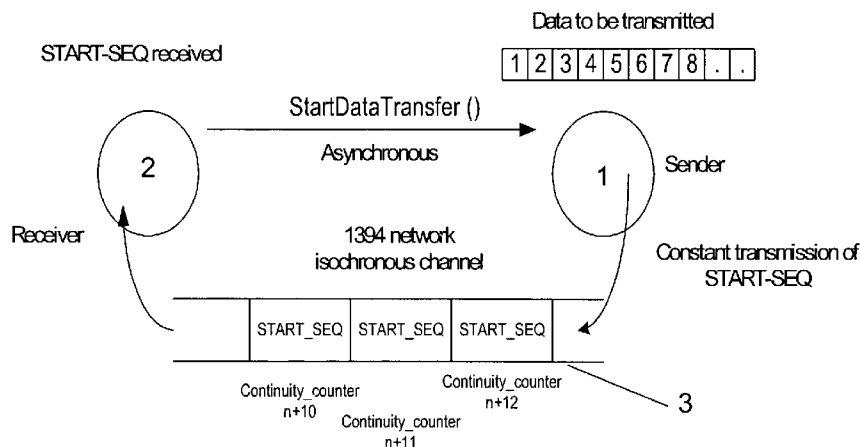 Data to be transmitted
START-SEQ received
1 2 3 4 5 6 7 8 . .
StartDataTransfer ()
Asynchronous
2
1
Sender
Receiver
1394 network
isochronous channel
Constant transmission of
START-SEQ
START_SEQ START_SEQ START_SEQ
Continuity_counter
n+10
Continuity_counter
n+11
Continuity_counter
n+12
3